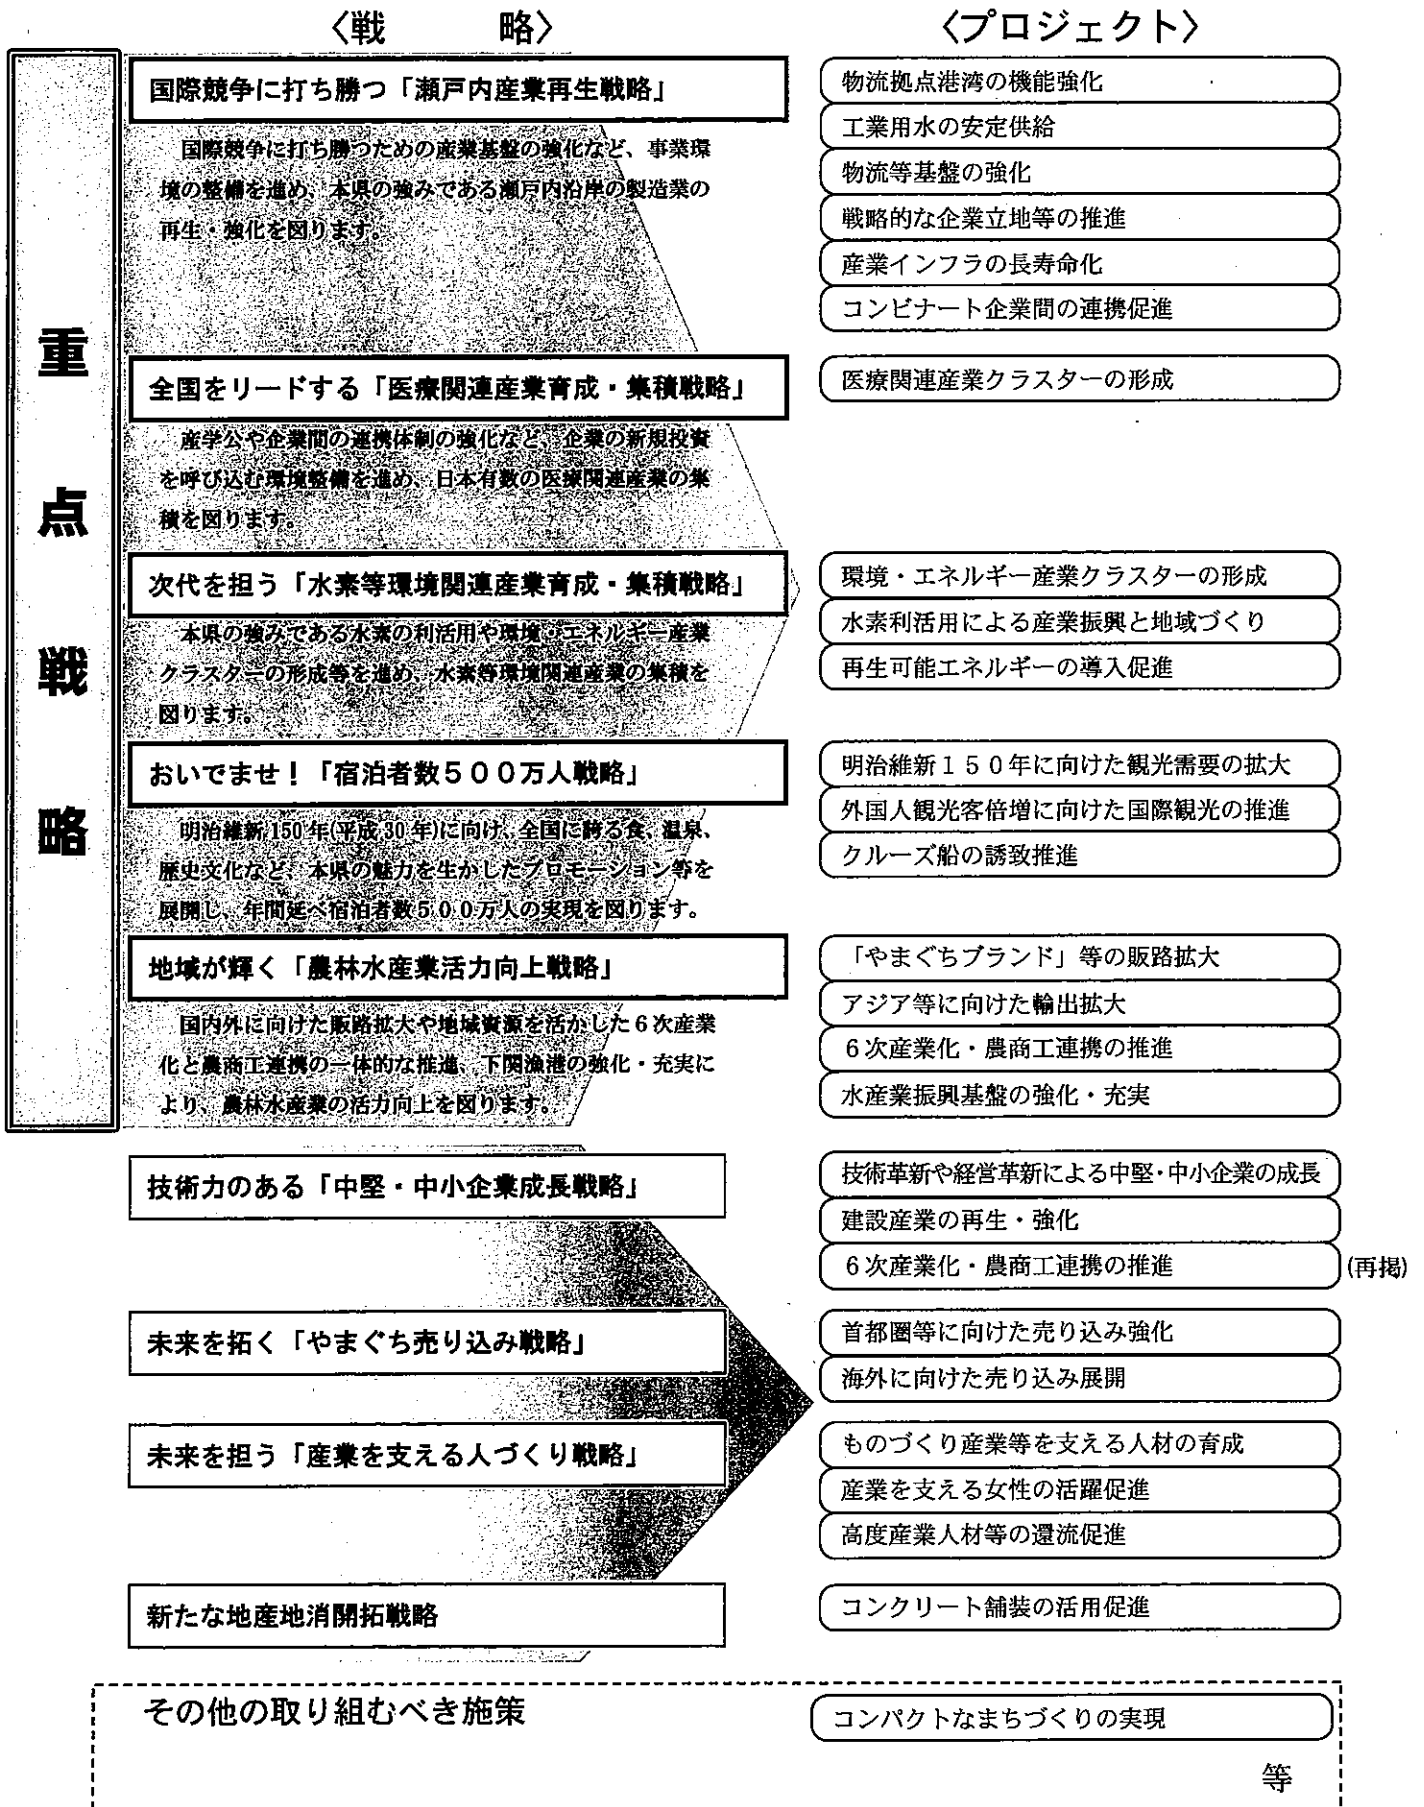 〈戦　　　略〉
〈プロジェクト〉
重点戦略
国際競争に打ち勝つ「瀬戸内産業再生戦略」
国際競争に打ち勝つための産業基盤の強化など、事業環
境の整備を進め、本県の強みである瀬戸内沿岸の製造業の
再生・強化を図ります。
物流拠点港湾の機能強化
工業用水の安定供給
物流等基盤の強化
戦略的な企業立地等の推進
産業インフラの長寿命化
コンビナート企業間の連携促進
全国をリードする「医療関連産業育成・集積戦略」
産学公や企業間の連携体制の強化など、企業の新規投資
を呼び込む環境整備を進め、日本有数の医療関連産業の集
積を図ります。
医療関連産業クラスターの形成
次代を担う「水素等環境関連産業育成・集積戦略」
本県の強みである水素の利活用や環境・エネルギー産業
クラスターの形成等を進め、水素等環境関連産業の集積を
図ります。
環境・エネルギー産業クラスターの形成
水素利活用による産業振興と地域づくり
再生可能エネルギーの導入促進
おいでませ！「宿泊者数５００万人戦略」
明治維新150年(平成30年)に向け、全国に誇る食、温泉、
歴史文化など、本県の魅力を生かしたプロモーション等を
展開し、年間延べ宿泊者数５００万人の実現を図ります。
明治維新１５０年に向けた観光需要の拡大
外国人観光客倍増に向けた国際観光の推進
クルーズ船の誘致推進
地域が輝く「農林水産業活力向上戦略」
国内外に向けた販路拡大や地域資源を活かした６次産業
化と農商工連携の一体的な推進、下関漁港の強化・充実に
より、農林水産業の活力向上を図ります。
「やまぐちブランド」等の販路拡大
アジア等に向けた輸出拡大
６次産業化・農商工連携の推進
水産業振興基盤の強化・充実
技術力のある「中堅・中小企業成長戦略」
技術革新や経営革新による中堅・中小企業の成長
建設産業の再生・強化
６次産業化・農商工連携の推進 (再掲)
未来を拓く「やまぐち売り込み戦略」
首都圏等に向けた売り込み強化
海外に向けた売り込み展開
未来を担う「産業を支える人づくり戦略」
ものづくり産業等を支える人材の育成
産業を支える女性の活躍促進
高度産業人材等の還流促進
新たな地産地消開拓戦略
コンクリート舗装の活用促進
その他の取り組むべき施策
コンパクトなまちづくりの実現
等